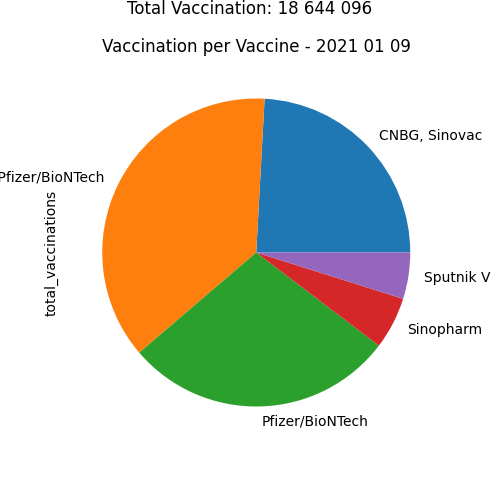 Total Vaccination: 18 644 096
Vaccination per Vaccine - 2021 01 09
CNBG, Sinovac
Pfizer/BioNTech
total_vaccinations
Sputnik V
Sinopharm
Pfizer/BioNTech